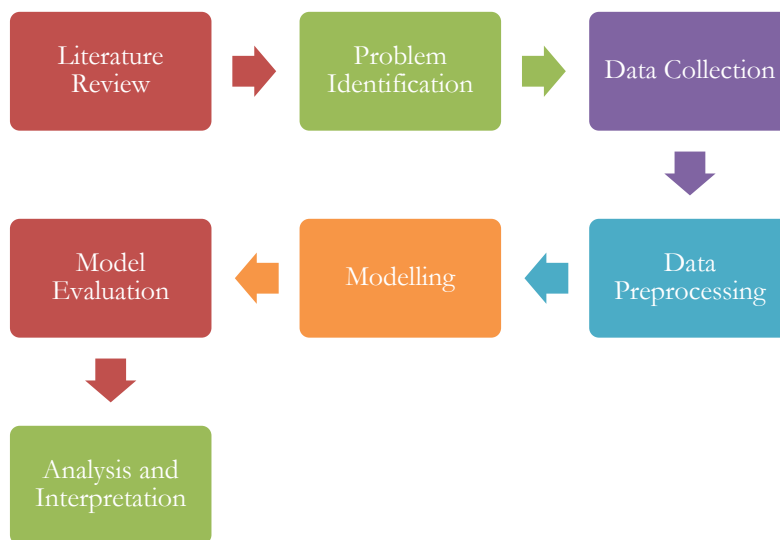 Literature
Review
Problem
Identification
Data Collection
Data
Preprocessing
Modelling
Model
Evaluation
Analysis and
Interpretation